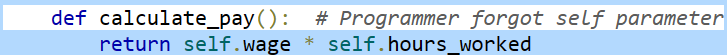 def calculate_pay():  # Programmer forgot self parameter
    return self.wage * self.hours_worked